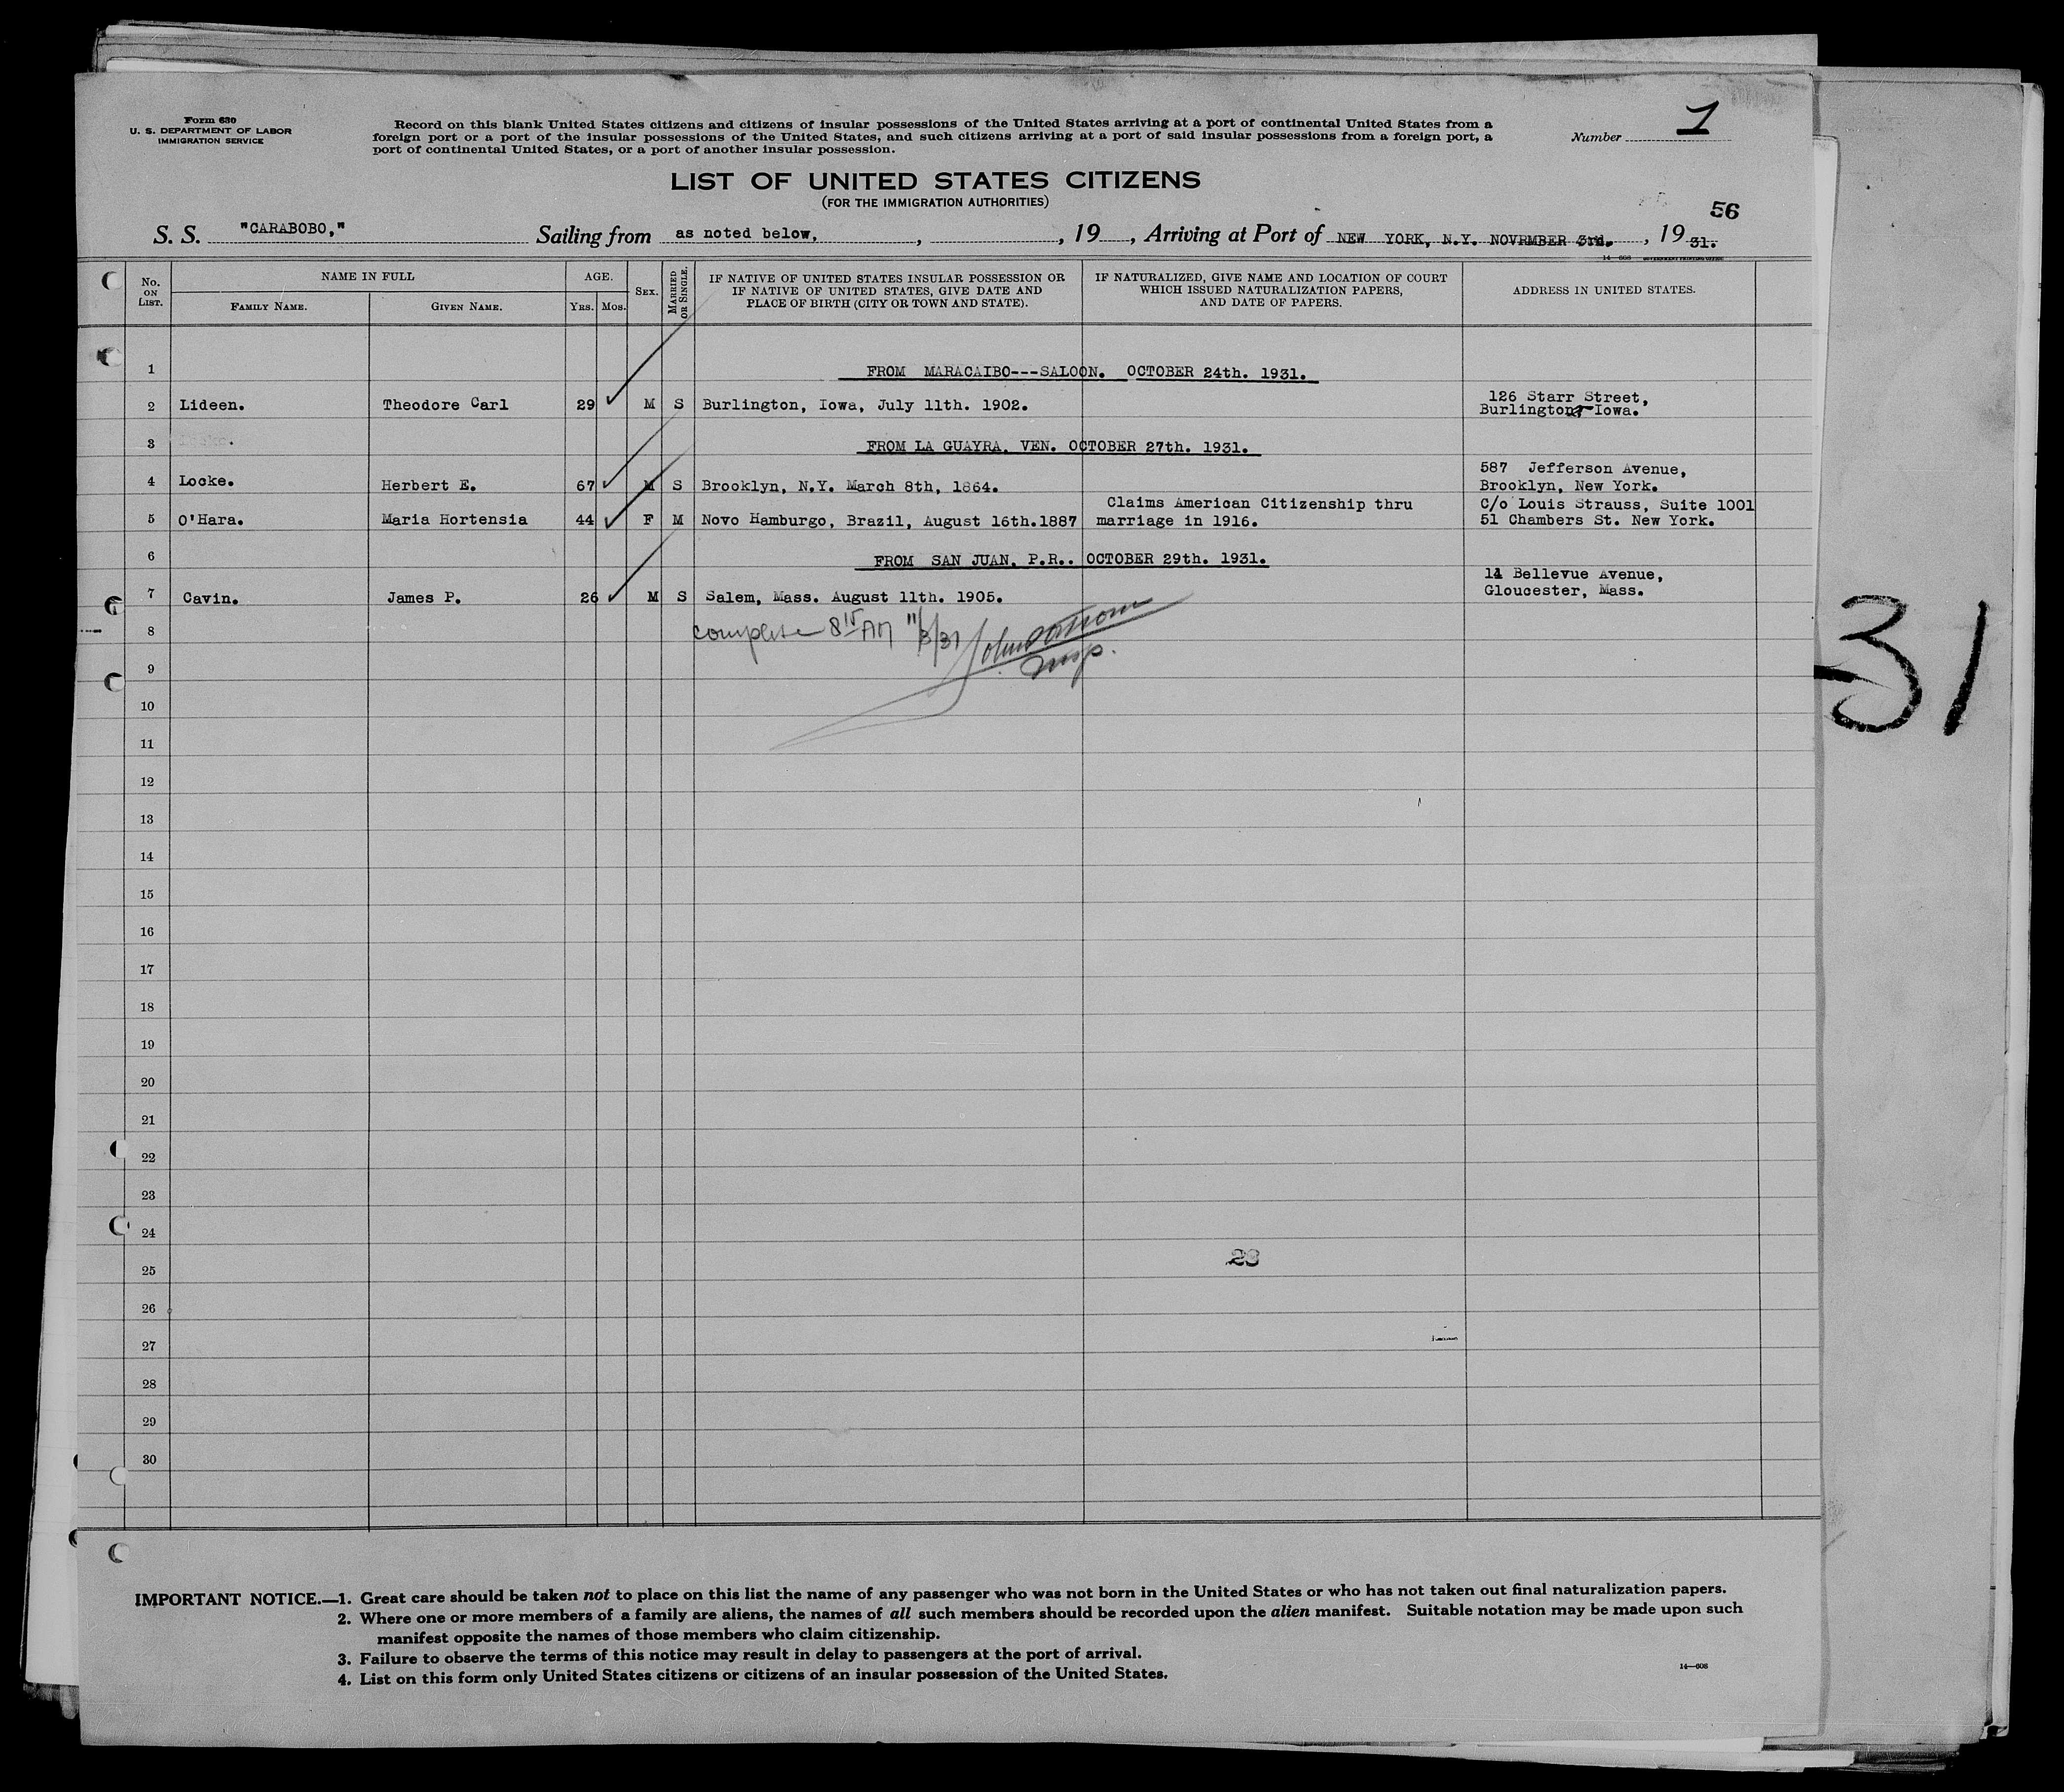 Form 630
U. S. DEPARTMENT OF LABOR
IMMIGRATION SERVICE
Record on this blank United States citizens and citizens of insular possessions of the United States arriving at a port of continental United States from a
foreign port or a port of the insular possessions of the United States, and such citizens arriving at a port of said insular possessions from a foreign port, a
port of continental United States, or a port of another insular possession.
Number 1
LIST OF UNITED STATES CITIZENS
(FOR THE IMMIGRATION AUTHORITIES)
56
S. S. "CARABOBO," Sailing from as noted below, , , 19 , Arriving at Port of NEW YORK, N.Y. NOVRMBER 3rd. , 19 31.
No. ON LIST. NAME IN FULL AGE. Sex. MARRIED OR SINGLE. IF NATIVE OF UNITED STATES INSULAR POSSESSION OR IF NATIVE OF UNITED STATES, GIVE DATE AND PLACE OF BIRTH (CITY OR TOWN AND STATE). IF NATURALIZED, GIVE NAME AND LOCATION OF COURT WHICH ISSUED NATURALIZATION PAPERS, AND DATE OF PAPERS. ADDRESS IN UNITED STATES.
FAMILY NAME. GIVEN NAME. YRS. MOS.
1 FROM MARACAIBO---SALOON. OCTOBER 24th. 1931.
2 Lideen. Theodore Carl 29 M S Burlington, Iowa, July 11th. 1902. 126 Starr Street,
Burlington, Iowa.
3 FROM LA GUAYRA. VEN. OCTOBER 27th. 1931.
4 Locke. Herbert E. 67 M S Brooklyn, N.Y. March 8th, 1864. 587 Jefferson Avenue,
Brooklyn, New York.
5 O'Hara. Maria Hortensia 44 F M Novo Hamburgo, Brazil, August 16th.1887 Claims American Citizenship thru
marriage in 1916. C/o Louis Strauss, Suite 1001
51 Chambers St. New York.
6 FROM SAN JUAN. P.R.. OCTOBER 29th. 1931.
7 Cavin. James P. 26 M S Salem, Mass. August 11th. 1905. 14 Bellevue Avenue,
Gloucester, Mass.
8 complete 8 AM 11/3/31
Insp.
9
10
11
12
13
14
15
16
17
18
19
20
21
22
23
24
23
25
26
27
28
29
30
IMPORTANT NOTICE.—1. Great care should be taken not to place on this list the name of any passenger who was not born in the United States or who has not taken out final naturalization papers.
2. Where one or more members of a family are aliens, the names of all such members should be recorded upon the alien manifest. Suitable notation may be made upon such
manifest opposite the names of those members who claim citizenship.
3. Failure to observe the terms of this notice may result in delay to passengers at the port of arrival.
4. List on this form only United States citizens or citizens of an insular possession of the United States.
14—608
-31